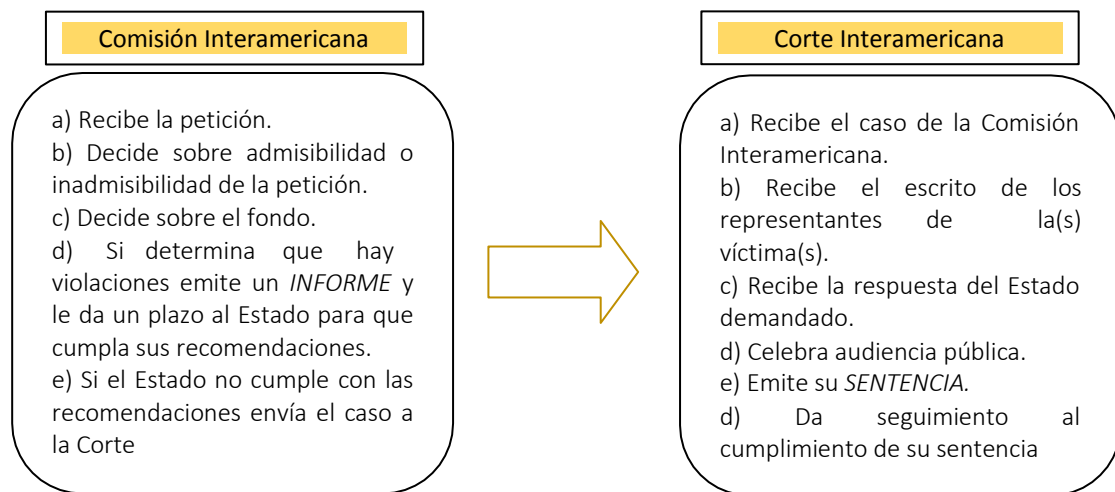 Comisión Interamericana
a) Recibe la petición.
b) Decide sobre admisibilidad o
inadmisibilidad de la petición.
c) Decide sobre el fondo.
d) Si determina que hay
violaciones emite un INFORME y
le da un plazo al Estado para que
cumpla sus recomendaciones.
e) Si el Estado no cumple con las
recomendaciones envía el caso a
la Corte
Corte Interamericana
a) Recibe el caso de la Comisión
Interamericana.
b) Recibe el escrito de los
representantes de la(s)
víctima(s).
c) Recibe la respuesta del Estado
demandado.
d) Celebra audiencia pública.
e) Emite su SENTENCIA.
d) Da seguimiento al
cumplimiento de su sentencia